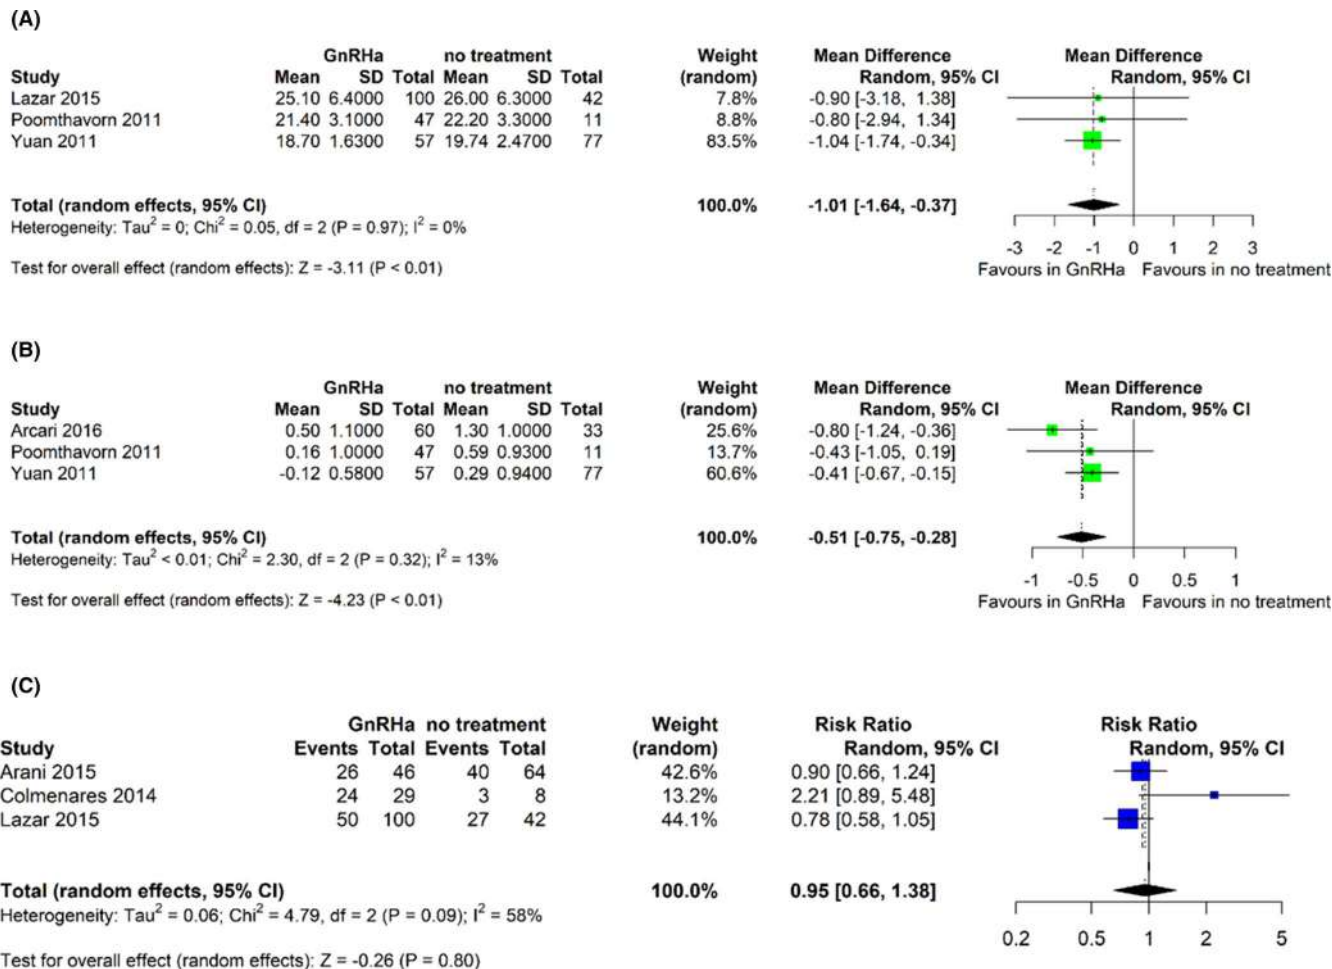 (A)
GnRHa no treatment Weight Mean Difference Mean Difference
Study Mean SD Total Mean SD Total (random) Random, 95% CI Random, 95% CI
Lazar 2015 25.10 6.4000 100 26.00 6.3000 42 7.8% -0.90 [-3.18, 1.38]
Poomthavorn 2011 21.40 3.1000 47 22.20 3.3000 11 8.8% -0.80 [-2.94, 1.34]
Yuan 2011 18.70 1.6300 57 19.74 2.4700 77 83.5% -1.04 [-1.74, -0.34]
Total (random effects, 95% CI) 100.0% -1.01 [-1.64, -0.37]
Heterogeneity: Tau² = 0; Chi² = 0.05, df = 2 (P = 0.97); I² = 0%
-3 -2 -1 0 1 2 3
Test for overall effect (random effects): Z = -3.11 (P < 0.01) Favours in GnRHa Favours in no treatment
(B)
GnRHa no treatment Weight Mean Difference Mean Difference
Study Mean SD Total Mean SD Total (random) Random, 95% CI Random, 95% CI
Arcari 2016 0.50 1.1000 60 1.30 1.0000 33 25.6% -0.80 [-1.24, -0.36]
Poomthavorn 2011 0.16 1.0000 47 0.59 0.9300 11 13.7% -0.43 [-1.05, 0.19]
Yuan 2011 -0.12 0.5800 57 0.29 0.9400 77 60.6% -0.41 [-0.67, -0.15]
Total (random effects, 95% CI) 100.0% -0.51 [-0.75, -0.28]
Heterogeneity: Tau² < 0.01; Chi² = 2.30, df = 2 (P = 0.32); I² = 13%
-1 -0.5 0 0.5 1
Test for overall effect (random effects): Z = -4.23 (P < 0.01) Favours in GnRHa Favours in no treatment
(C)
GnRHa no treatment Weight Risk Ratio Risk Ratio
Study Events Total Events Total (random) Random, 95% CI Random, 95% CI
Arani 2015 26 46 40 64 42.6% 0.90 [0.66, 1.24]
Colmenares 2014 24 29 3 8 13.2% 2.21 [0.89, 5.48]
Lazar 2015 50 100 27 42 44.1% 0.78 [0.58, 1.05]
Total (random effects, 95% CI) 100.0% 0.95 [0.66, 1.38]
Heterogeneity: Tau² = 0.06; Chi² = 4.79, df = 2 (P = 0.09); I² = 58%
0.2 0.5 1 2 5
Test for overall effect (random effects): Z = -0.26 (P = 0.80)